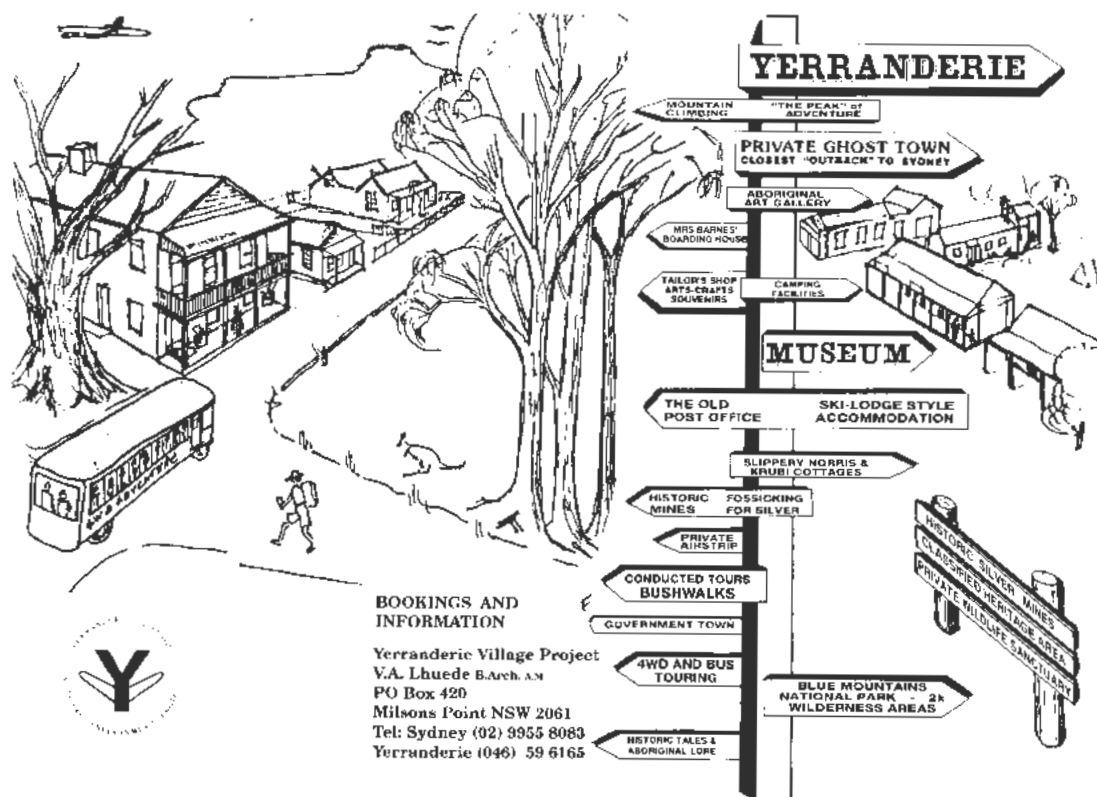 YERRANDERIE
MOUNTAIN "THE PEAK" of
CLIMBING ADVENTURE
PRIVATE GHOST TOWN
CLOSEST "OUTBACK" TO SYDNEY
ABORIGINAL
ART GALLERY
MRS BARNES'
BOARDING HOUSE
TAILOR'S SHOP
ARTS-CRAFTS
SOUVENIRS
CAMPING
FACILITIES
MUSEUM
THE OLD SKI-LODGE STYLE
POST OFFICE ACCOMMODATION
SLIPPERY NORRIS &
KRUBI COTTAGES
HISTORIC FOSSICKING
MINES FOR SILVER
PRIVATE
AIRSTRIP
CONDUCTED TOURS
BUSHWALKS
GOVERNMENT TOWN
4WD AND BUS
TOURING
BLUE MOUNTAINS
NATIONAL PARK - 2k
WILDERNESS AREAS
HISTORIC TALES &
ABORIGINAL LORE
HISTORIC SILVER MINES
CLASSIFIED HERITAGE AREA
PRIVATE WILDLIFE SANCTUARY
BOOKINGS AND
INFORMATION
Yerranderie Village Project
V.A. Lhuede B.Arch. AM
PO Box 420
Milsons Point NSW 2061
Tel: Sydney (02) 9955 8083
Yerranderie (046) 59 6165
Y